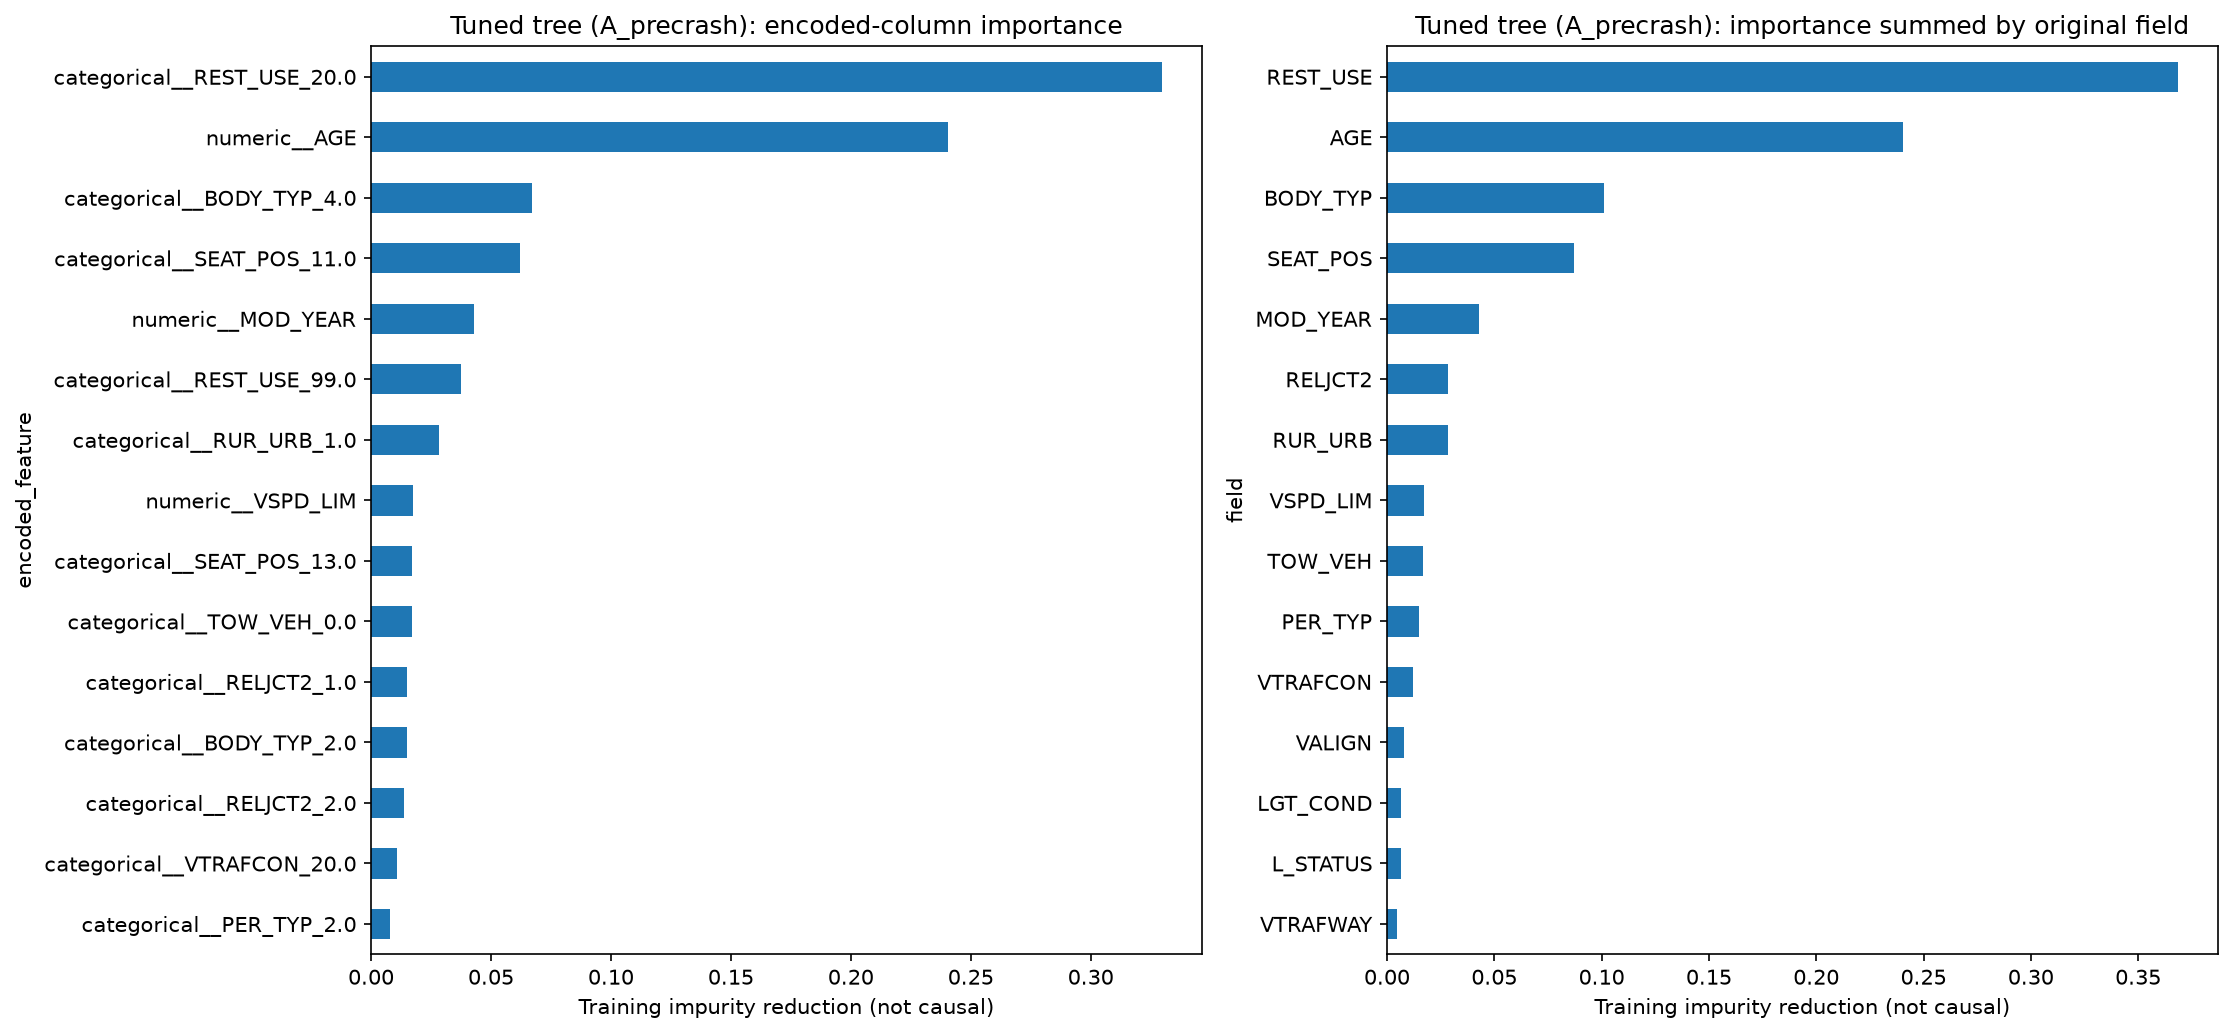 Tuned tree (A_precrash): encoded-column importance
encoded_feature
categorical__REST_USE_20.0
numeric__AGE
categorical__BODY_TYP_4.0
categorical__SEAT_POS_11.0
numeric__MOD_YEAR
categorical__REST_USE_99.0
categorical__RUR_URB_1.0
numeric__VSPD_LIM
categorical__SEAT_POS_13.0
categorical__TOW_VEH_0.0
categorical__RELJCT2_1.0
categorical__BODY_TYP_2.0
categorical__RELJCT2_2.0
categorical__VTRAFCON_20.0
categorical__PER_TYP_2.0
0.00 0.05 0.10 0.15 0.20 0.25 0.30
Training impurity reduction (not causal)
Tuned tree (A_precrash): importance summed by original field
field
REST_USE
AGE
BODY_TYP
SEAT_POS
MOD_YEAR
RELJCT2
RUR_URB
VSPD_LIM
TOW_VEH
PER_TYP
VTRAFCON
VALIGN
LGT_COND
L_STATUS
VTRAFWAY
0.00 0.05 0.10 0.15 0.20 0.25 0.30 0.35
Training impurity reduction (not causal)